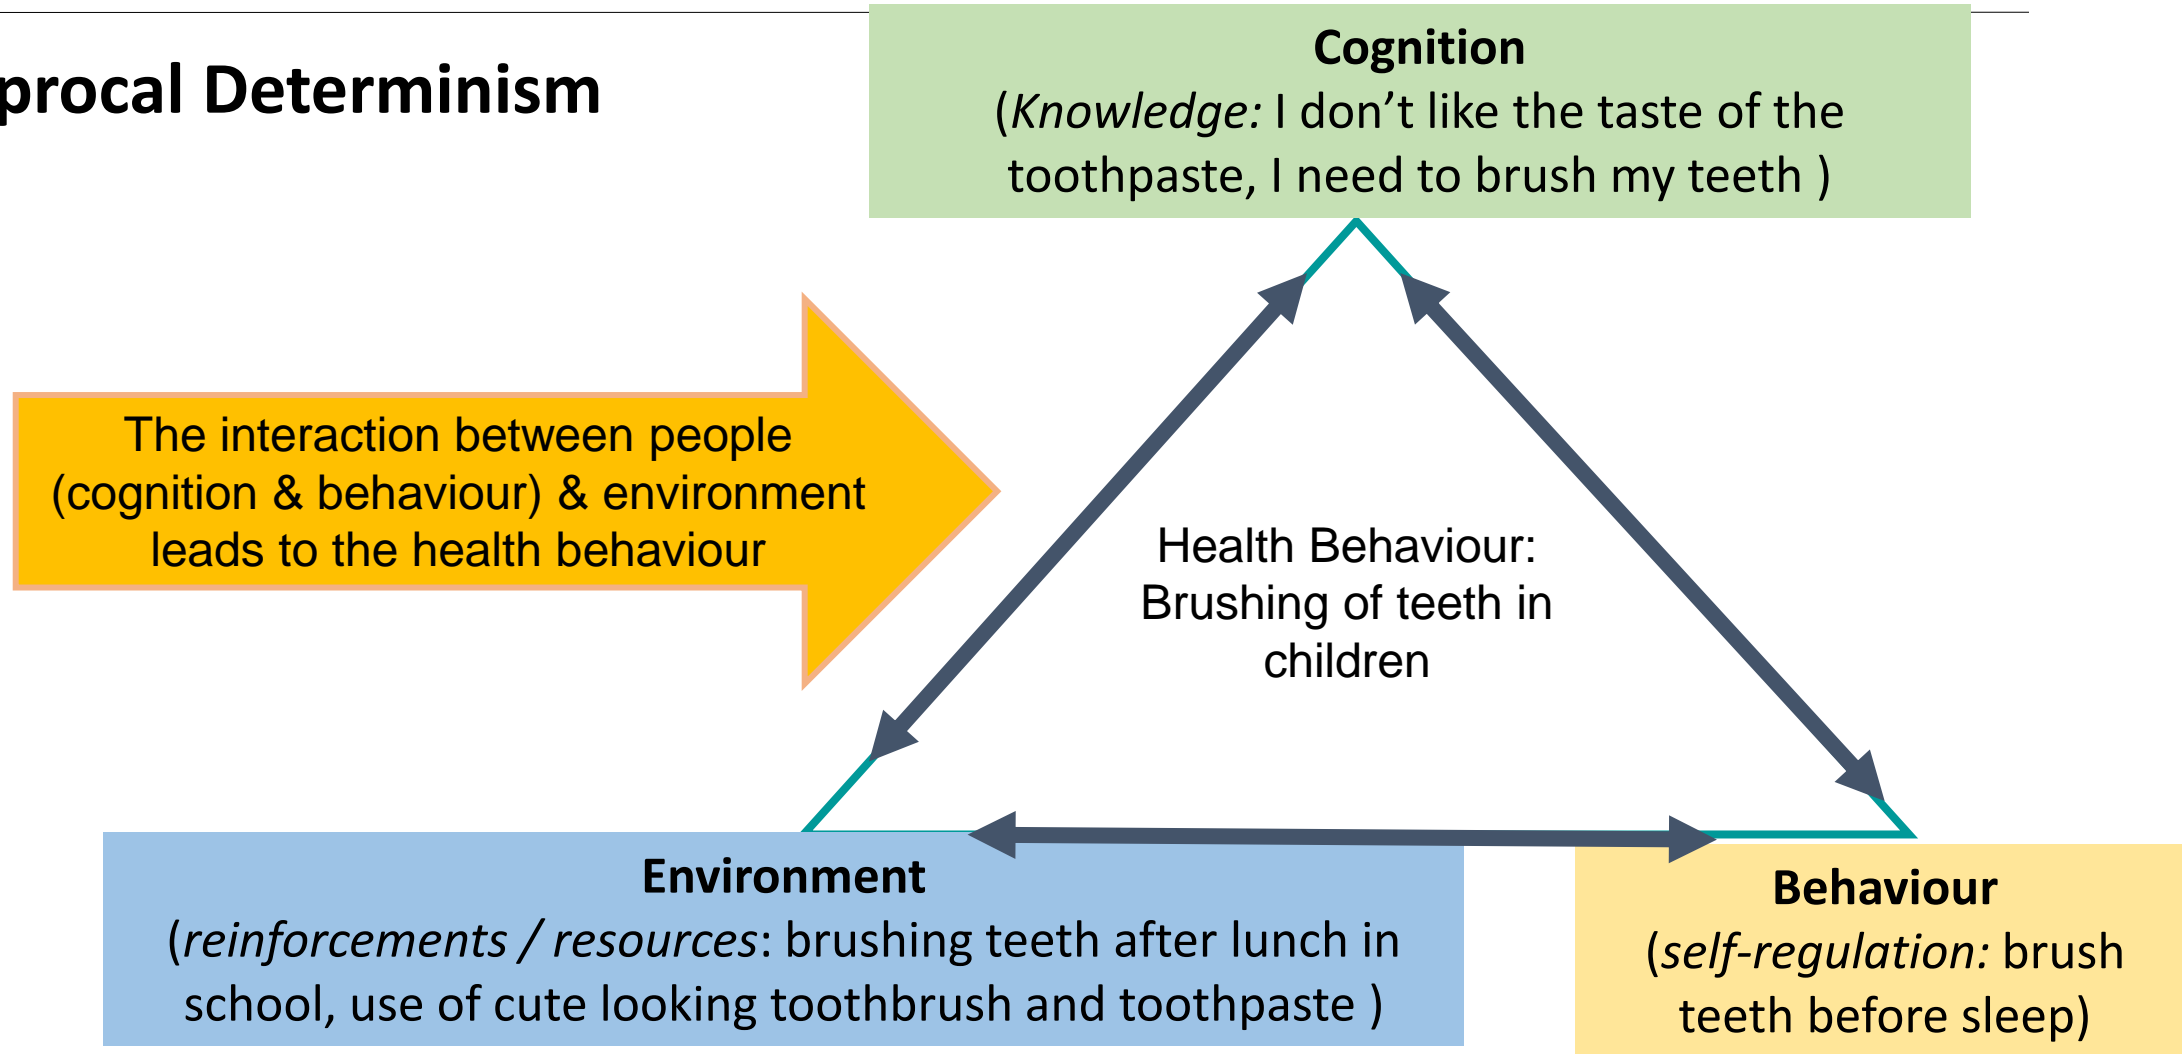 procal Determinism
Cognition
(Knowledge: I don’t like the taste of the
toothpaste, I need to brush my teeth )
The interaction between people
(cognition & behaviour) & environment
leads to the health behaviour
Health Behaviour:
Brushing of teeth in
children
Environment
(reinforcements / resources: brushing teeth after lunch in
school, use of cute looking toothbrush and toothpaste )
Behaviour
(self-regulation: brush
teeth before sleep)